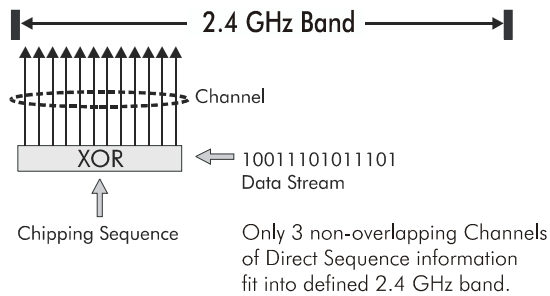 2.4 GHz Band
Channel
XOR
10011101011101
Data Stream
Chipping Sequence
Only 3 non-overlapping Channels
of Direct Sequence information
fit into defined 2.4 GHz band.